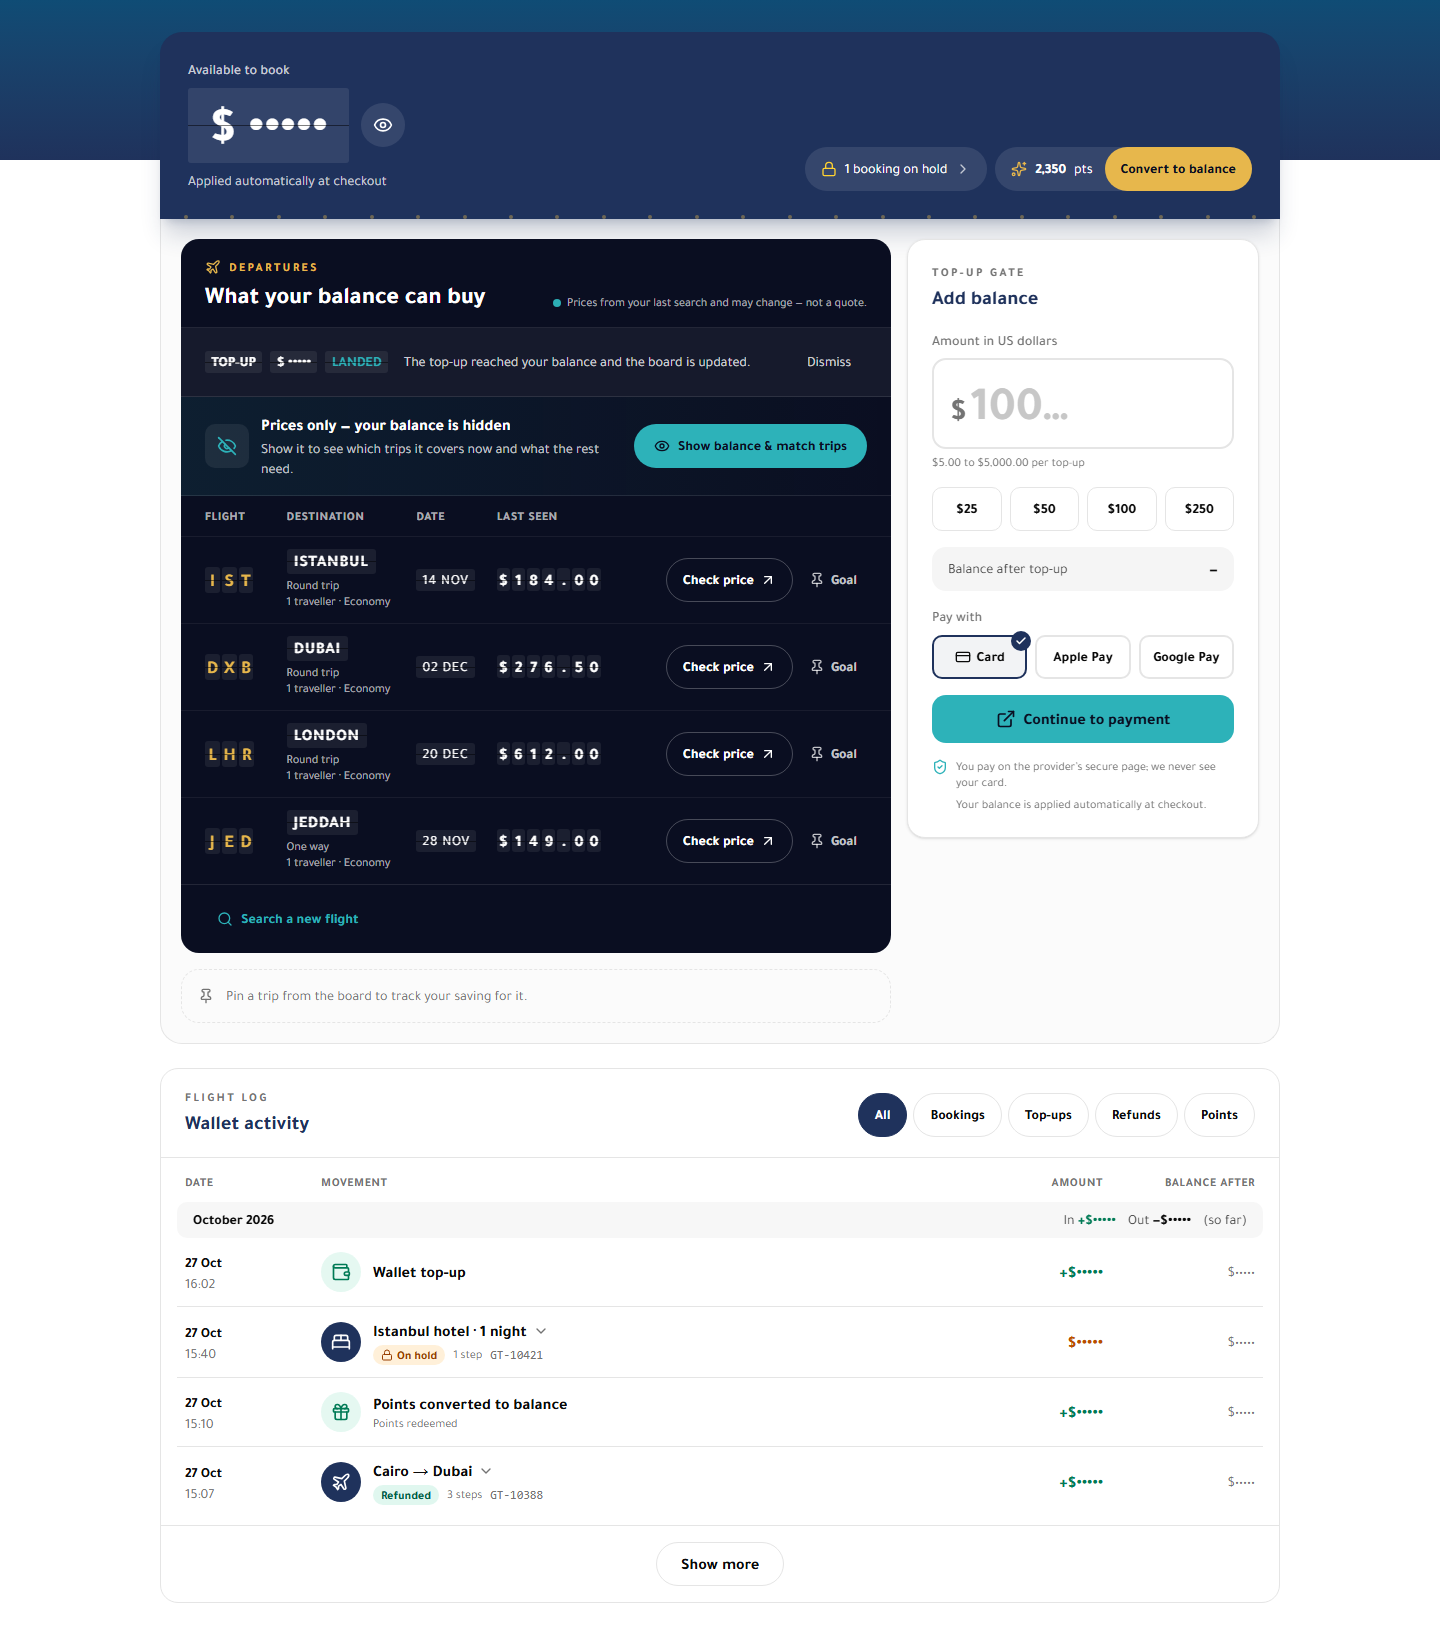 Available to book
$ •••••
Applied automatically at checkout
1 booking on hold
2,350 pts
Convert to balance
DEPARTURES
What your balance can buy
Prices from your last search and may change – not a quote.
TOP-UP $ ••••• LANDED The top-up reached your balance and the board is updated. Dismiss
Prices only – your balance is hidden
Show it to see which trips it covers now and what the rest
need.
Show balance & match trips
FLIGHT DESTINATION DATE LAST SEEN
IST
ISTANBUL
Round trip
1 traveller · Economy
14 NOV
$184.00
Check price
Goal
DXB
DUBAI
Round trip
1 traveller · Economy
02 DEC
$276.50
Check price
Goal
LHR
LONDON
Round trip
1 traveller · Economy
20 DEC
$612.00
Check price
Goal
JED
JEDDAH
One way
1 traveller · Economy
28 NOV
$149.00
Check price
Goal
Search a new flight
Pin a trip from the board to track your saving for it.
TOP-UP GATE
Add balance
Amount in US dollars
$ 100...
$5.00 to $5,000.00 per top-up
$25 $50 $100 $250
Balance after top-up –
Pay with
Card Apple Pay Google Pay
Continue to payment
You pay on the provider's secure page; we never see
your card.
Your balance is applied automatically at checkout.
FLIGHT LOG
Wallet activity
All Bookings Top-ups Refunds Points
DATE MOVEMENT AMOUNT BALANCE AFTER
October 2026 In +$••••• Out –$••••• (so far)
27 Oct
16:02
Wallet top-up
+$•••••
$•••••
27 Oct
15:40
Istanbul hotel · 1 night
On hold 1 step GT-10421
$•••••
$•••••
27 Oct
15:10
Points converted to balance
Points redeemed
+$•••••
$•••••
27 Oct
15:07
Cairo → Dubai
Refunded 3 steps GT-10388
+$•••••
$•••••
Show more